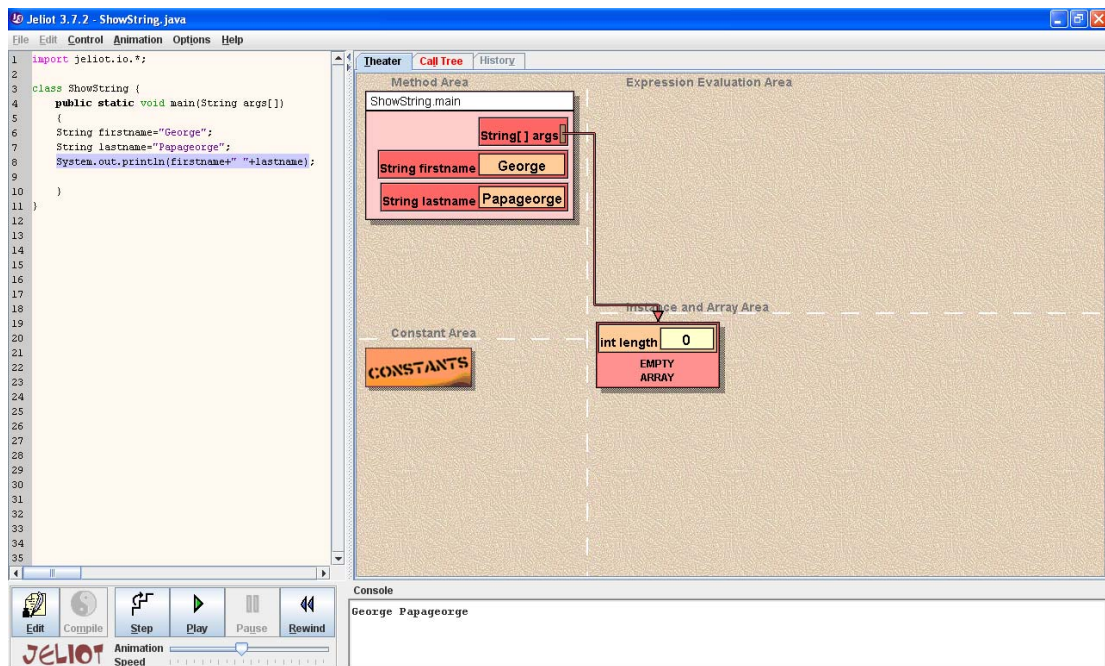 Jeliot 3.7.2 - ShowString.java
File Edit Control Animation Options Help
1 import jeliot.io.*;
2
3 class ShowString {
4 public static void main(String args[])
5 {
6 String firstname="George";
7 String lastname="Papageorge";
8 System.out.println(firstname+" "+lastname);
9
10 }
11 }
12
13
14
15
16
17
18
19
20
21
22
23
24
25
26
27
28
29
30
31
32
33
34
35
Theater Call Tree History
Method Area
Expression Evaluation Area
ShowString.main
String[ ] args
String firstname George
String lastname Papageorge
Instance and Array Area
Constant Area
CONSTANTS
int length 0
EMPTY
ARRAY
Edit Compile Step Play Pause Rewind
JELIOT
Animation
Speed
Console
George Papageorge